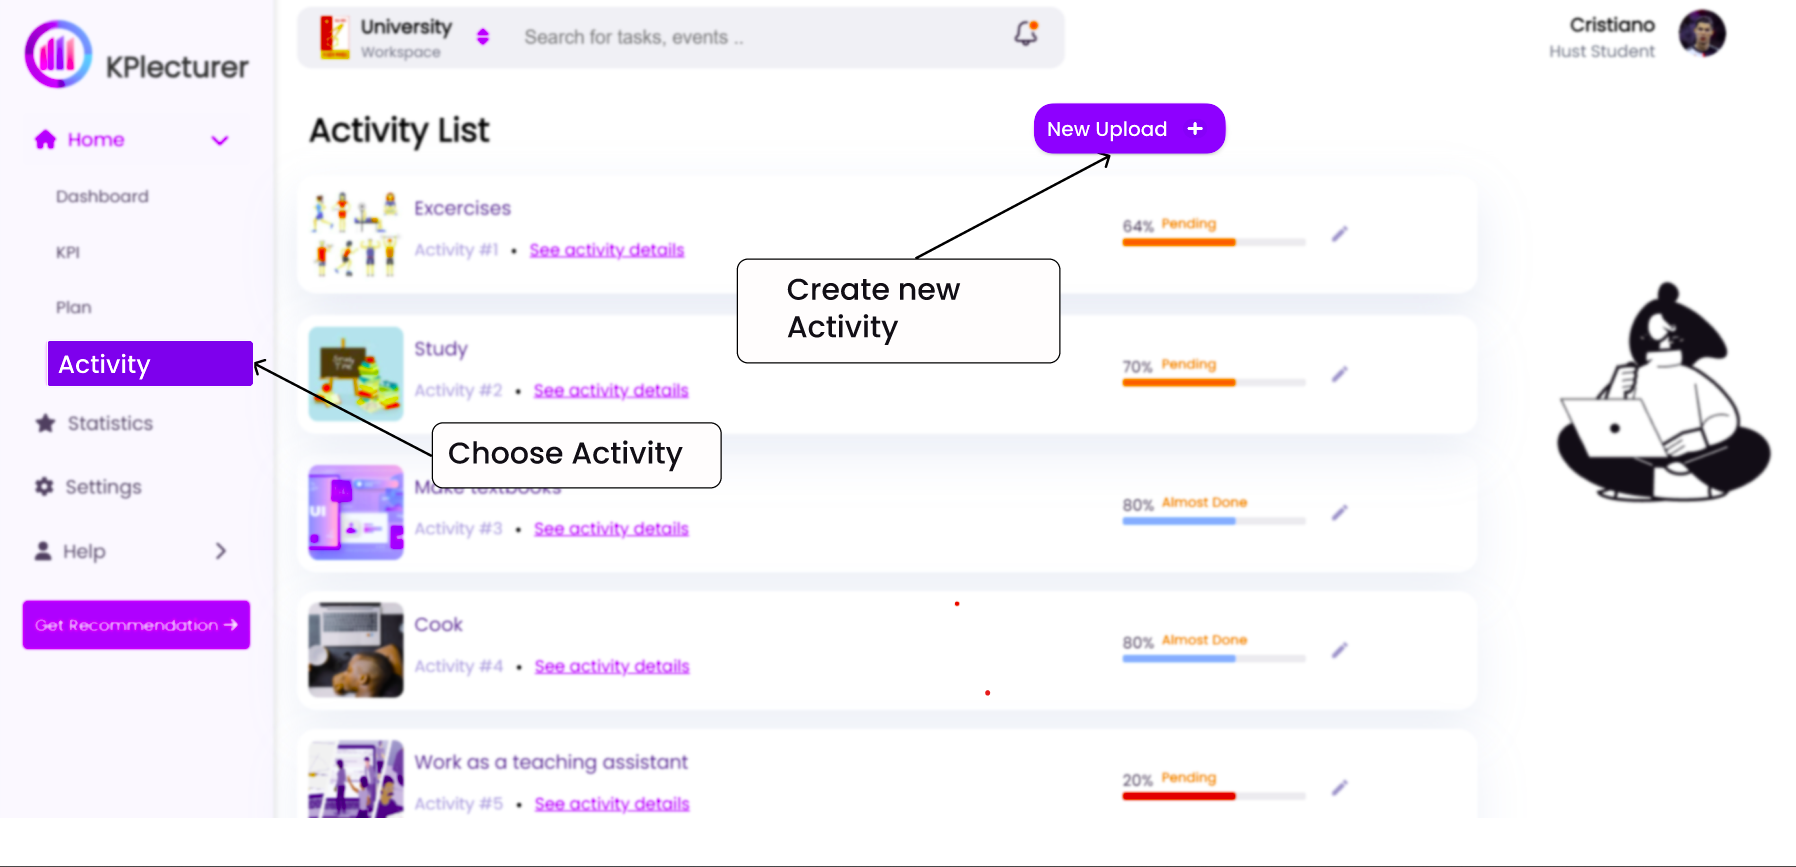 KPlecturer
University
Workspace
Search for tasks, events ..
Cristiano
Hust Student
Home
Dashboard
KPI
Plan
Activity
Statistics
Settings
Help
Get Recommendation
Activity List
New Upload +
Excercises
Activity #1 • See activity details
64% Pending
Create new
Activity
Study
Activity #2 • See activity details
70% Pending
Choose Activity
Make textbooks
Activity #3 • See activity details
80% Almost Done
UI
Cook
Activity #4 • See activity details
80% Almost Done
Work as a teaching assistant
Activity #5 • See activity details
20% Pending